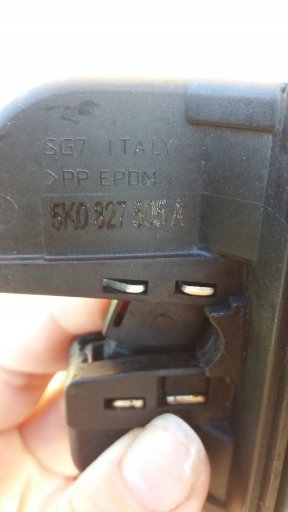 SG7 ITALY
>PP EPDM<
5K0 827 505 A